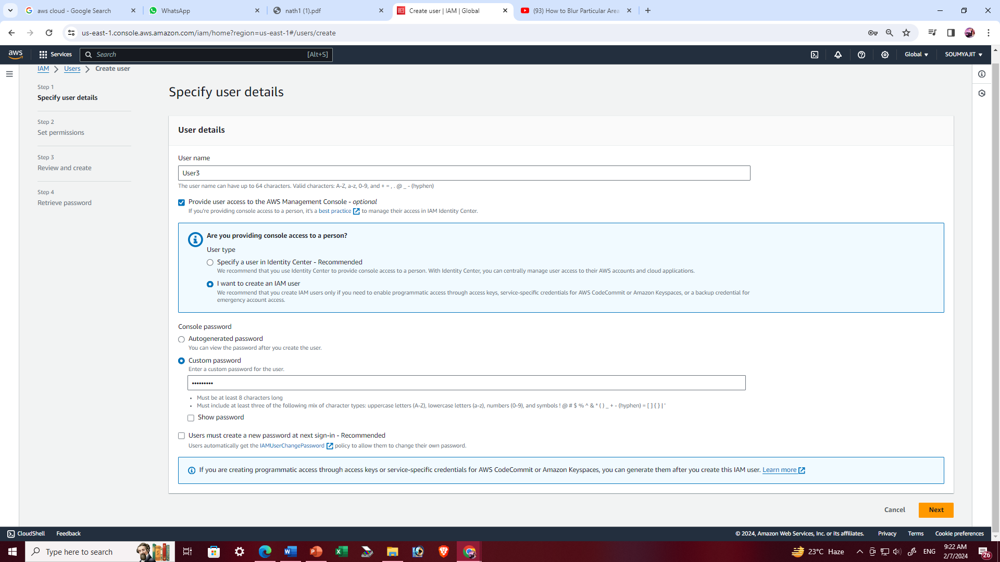 aws cloud - Google Search
WhatsApp
nath1 (1).pdf
Create user | IAM | Global
(93) How to Blur Particular Area
us-east-1.console.aws.amazon.com/iam/home?region=us-east-1#/users/create
aws
Services
Search
[Alt+S]
Global
SOUMYAJIT
IAM
Users
Create user
Step 1
Specify user details
Step 2
Set permissions
Step 3
Review and create
Step 4
Retrieve password
Specify user details
User details
User name
User3
The user name can have up to 64 characters. Valid characters: A-Z, a-z, 0-9, and + = , . @ _ - (hyphen)
Provide user access to the AWS Management Console - optional
If you're providing console access to a person, it's a best practice to manage their access in IAM Identity Center.
Are you providing console access to a person?
User type
Specify a user in Identity Center - Recommended
We recommend that you use Identity Center to provide console access to a person. With Identity Center, you can centrally manage user access to their AWS accounts and cloud applications.
I want to create an IAM user
We recommend that you create IAM users only if you need to enable programmatic access through access keys, service-specific credentials for AWS CodeCommit or Amazon Keyspaces, or a backup credential for
emergency account access.
Console password
Autogenerated password
You can view the password after you create the user.
Custom password
Enter a custom password for the user.
•••••••••
• Must be at least 8 characters long
• Must include at least three of the following mix of character types: uppercase letters (A-Z), lowercase letters (a-z), numbers (0-9), and symbols ! @ # $ % ^ & * ( ) _ + - (hyphen) = [ ] { } | '
Show password
Users must create a new password at next sign-in - Recommended
Users automatically get the IAMUserChangePassword policy to allow them to change their own password.
If you are creating programmatic access through access keys or service-specific credentials for AWS CodeCommit or Amazon Keyspaces, you can generate them after you create this IAM user. Learn more
Cancel
Next
CloudShell
Feedback
© 2024, Amazon Web Services, Inc. or its affiliates.
Privacy
Terms
Cookie preferences
Type here to search
23°C Haze
ENG
9:22 AM
2/7/2024
26